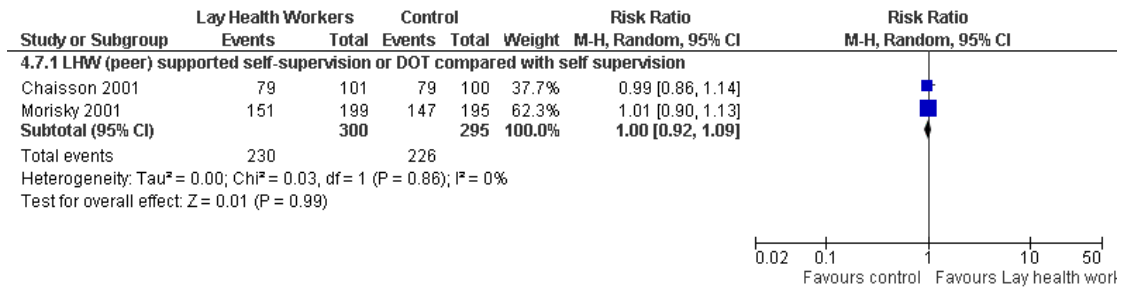 Lay Health Workers Control Risk Ratio Risk Ratio
Study or Subgroup Events Total Events Total Weight M-H, Random, 95% CI M-H, Random, 95% CI
4.7.1 LHW (peer) supported self-supervision or DOT compared with self supervision
Chaisson 2001 79 101 79 100 37.7% 0.99 [0.86, 1.14]
Morisky 2001 151 199 147 195 62.3% 1.01 [0.90, 1.13]
Subtotal (95% CI) 300 295 100.0% 1.00 [0.92, 1.09]
Total events 230 226
Heterogeneity: Tau² = 0.00; Chi² = 0.03, df = 1 (P = 0.86); I² = 0%
Test for overall effect: Z = 0.01 (P = 0.99)
0.02 0.1 1 10 50
Favours control Favours Lay health work